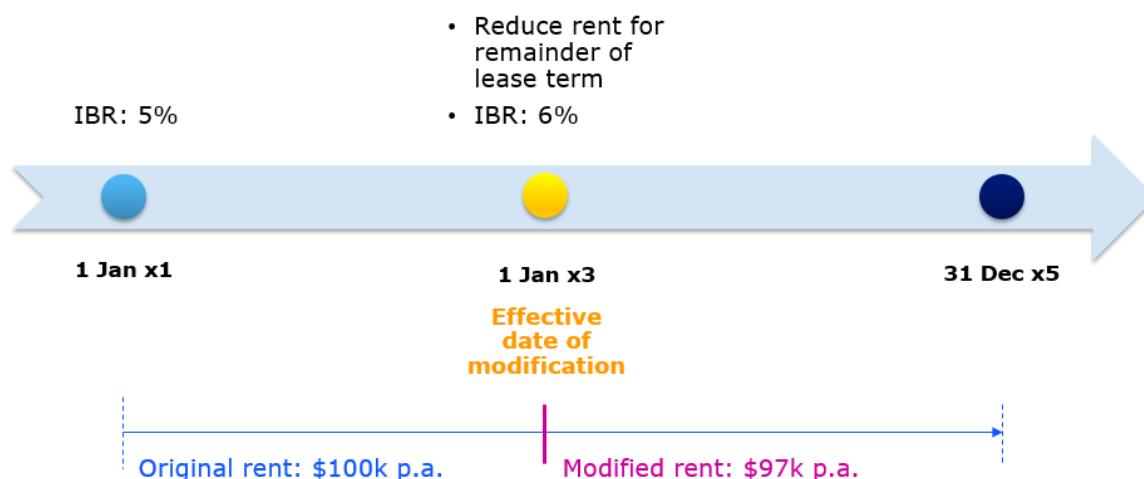 • Reduce rent for
remainder of
lease term
IBR: 5%
• IBR: 6%
1 Jan x1
1 Jan x3
31 Dec x5
Effective
date of
modification
Original rent: $100k p.a.
Modified rent: $97k p.a.